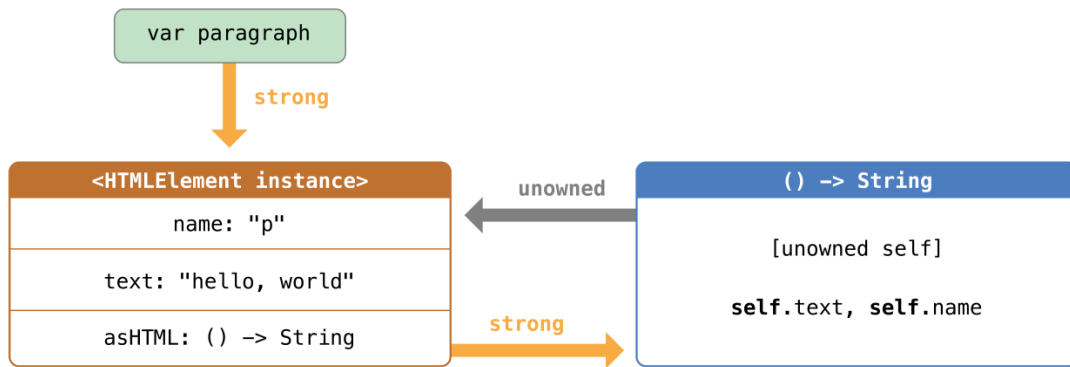 var paragraph
strong
<HTMLElement instance>
name: "p"
text: "hello, world"
asHTML: () -> String
unowned
strong
() -> String
[unowned self]
self.text, self.name